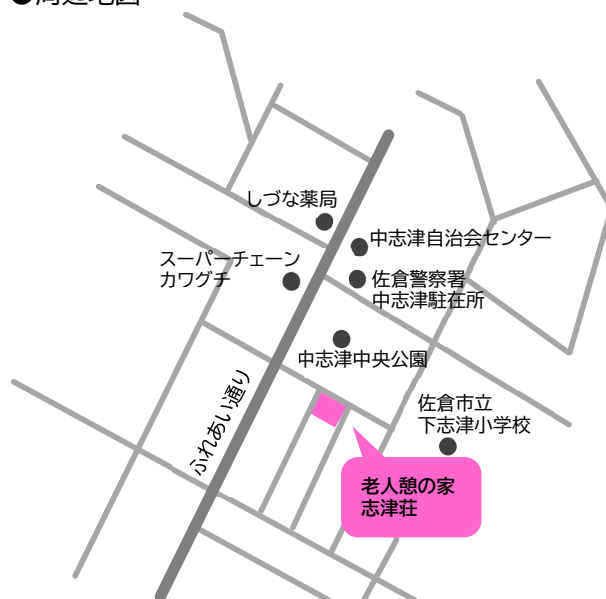 ●周辺地図
しづな薬局
中志津自治会センター
スーパーチェーン
カワグチ
佐倉警察署
中志津駐在所
中志津中央公園
ふれあい通り
佐倉市立
下志津小学校
老人憩の家
志津荘